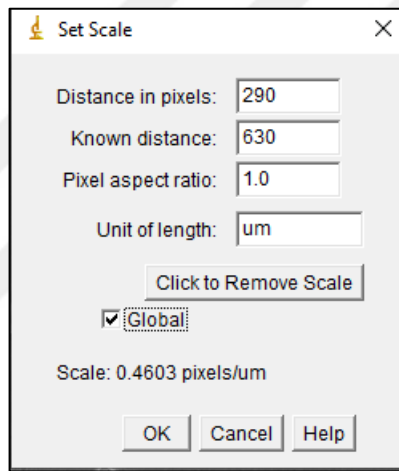 Set Scale
Distance in pixels: 290
Known distance: 630
Pixel aspect ratio: 1.0
Unit of length: um
Click to Remove Scale
Global
Scale: 0.4603 pixels/um
OK Cancel Help